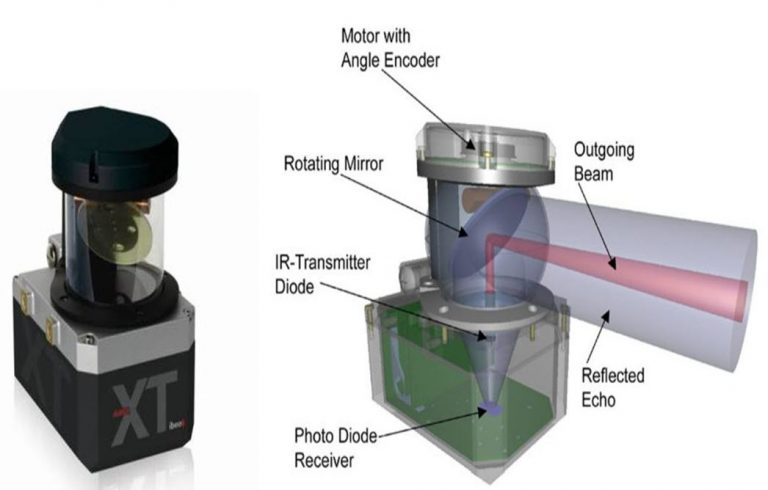 Motor with
Angle Encoder
Rotating Mirror
Outgoing
Beam
IR-Transmitter
Diode
Reflected
Echo
Photo Diode
Receiver
XT
ibeo